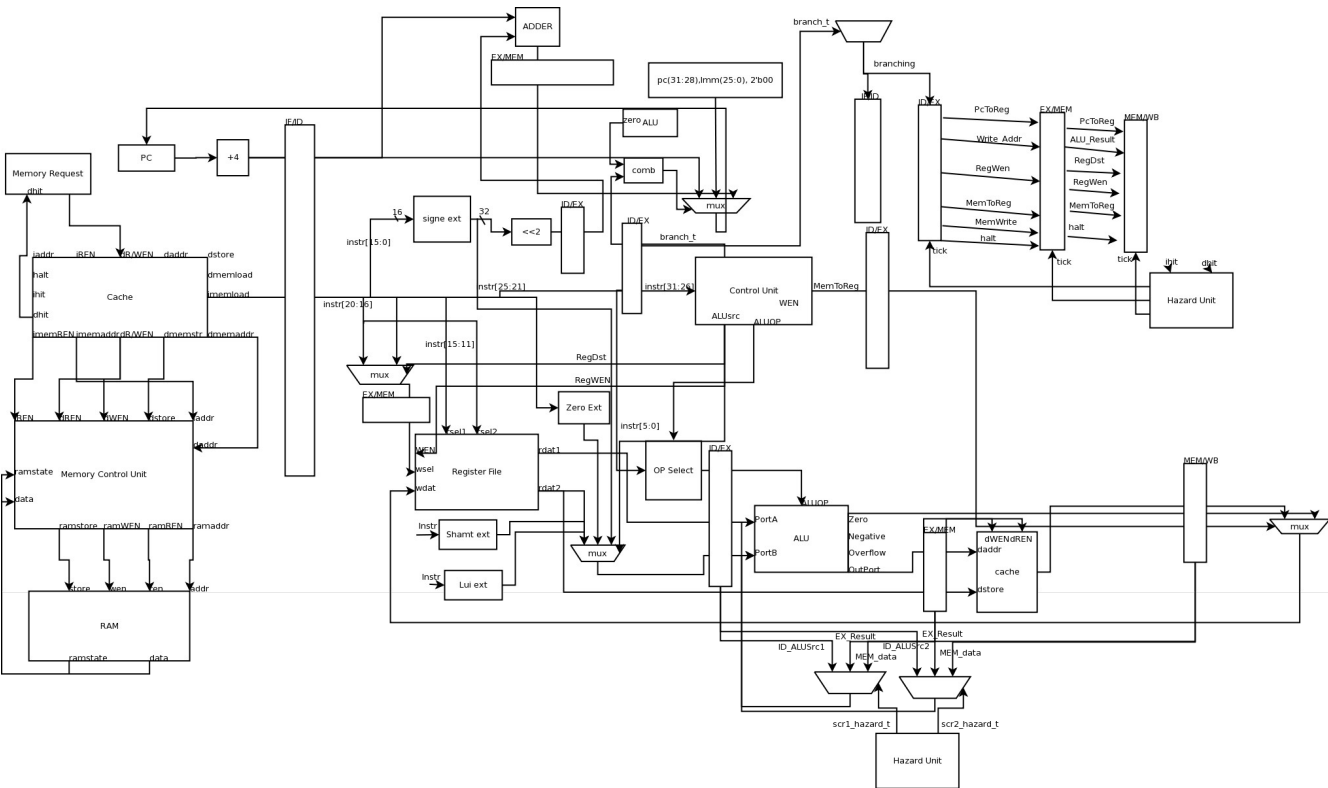 ADDER
branch_t
EX/MEM
branching
pc(31:28),Imm(25:0), 2'b00
IF/ID
ID/EX
PcToReg
EX/MEM
MEM/WB
PcToReg
IF/ID
zero
ALU
Write_Addr
ALU_Result
PC
+4
RegDst
Memory Request
comb
RegWen
RegWen
dhit
mux
MemToReg
MemToReg
16
signe ext
32
<<2
ID/EX
ID/EX
MemWrite
halt
halt
branch_t
ID/EX
instr[15:0]
tick
tick
tick
iaddr
iREN
dR/WEN
daddr
dstore
halt
dmemload
ihit
imemload
dhit
Cache
ihit
dhit
Hazard Unit
instr[25:21]
instr[31:26]
instr[20:16]
Control Unit
WEN
ALUsrc
ALUOP
MemToReg
imemREN
imemaddr
dR/WEN
dmemstr
dmemaddr
instr[15:11]
RegDst
mux
RegWEN
EX/MEM
Zero Ext
iREN
dREN
dWEN
dstore
iaddr
daddr
instr[5:0]
rsel1
rsel2
WEN
wsel
wdat
Register File
rdat1
rdat2
OP Select
ID/EX
MEM/WB
ramstate
data
Memory Control Unit
ramstore
ramWEN
ramREN
ramaddr
ALUOP
PortA
PortB
ALU
Zero
Negative
Overflow
OutPort
Instr
Shamt ext
mux
EX/MEM
dWEN
dREN
daddr
cache
dstore
mux
Instr
Lui ext
store
wen
ren
addr
RAM
ramstate
data
ID_ALUSrc1
EX_Result
MEM_data
ID_ALUSrc2
EX_Result
MEM_data
scr1_hazard_t
scr2_hazard_t
Hazard Unit